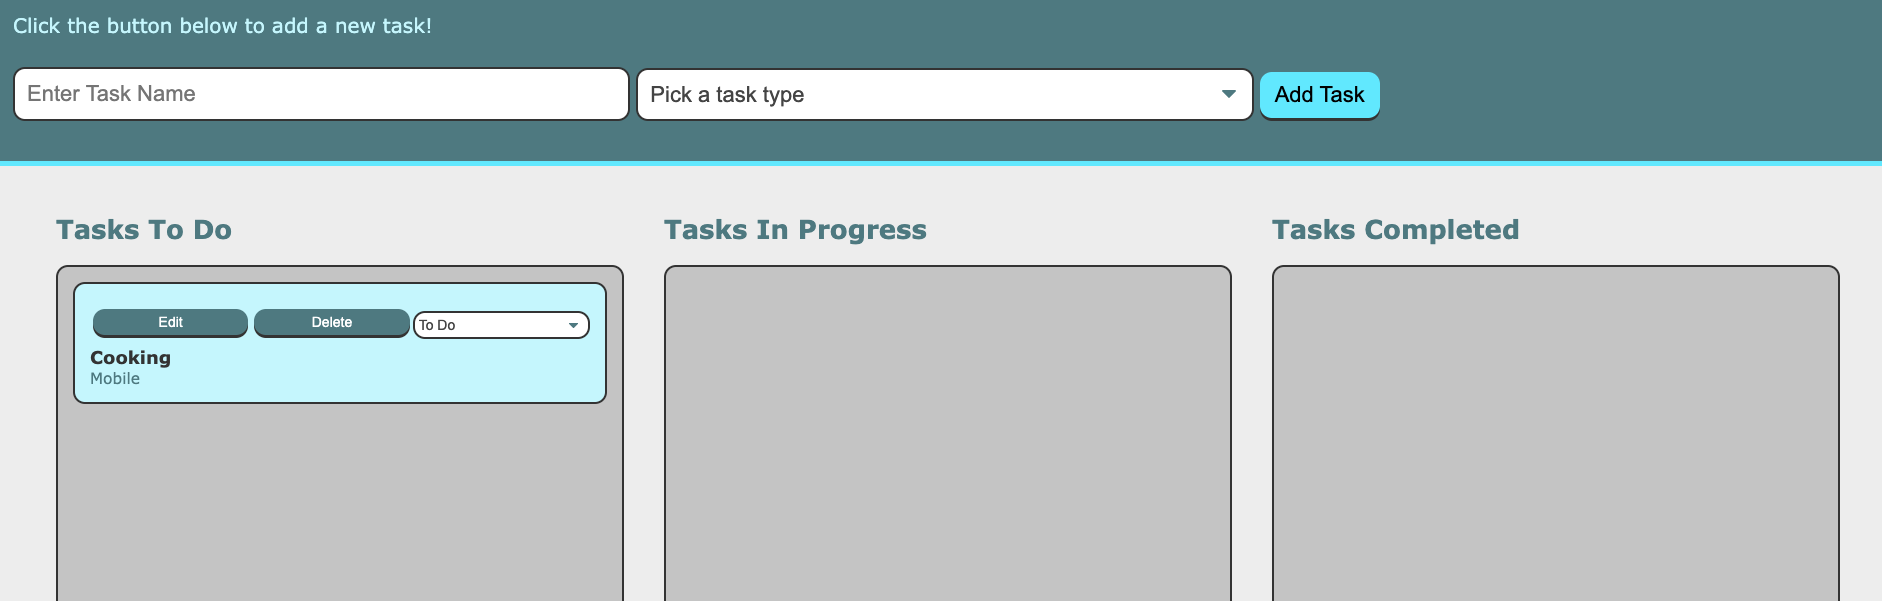 Click the button below to add a new task!
Enter Task Name
Pick a task type
Add Task
Tasks To Do
Tasks In Progress
Tasks Completed
Edit
Delete
To Do
Cooking
Mobile